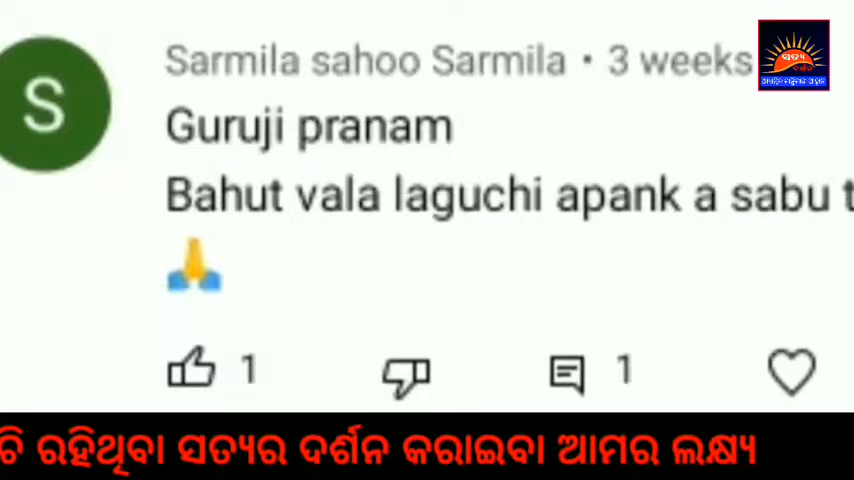 Sarmila sahoo Sarmila • 3 weeks
ସତ୍ୟ
S
Guruji pranam
Bahut vala laguchi apank a sabu t
🙏
1
1
ଚି ରହିଥିବା ସତ୍ୟର ଦର୍ଶନ କରାଇବା ଆମର ଲକ୍ଷ୍ୟ